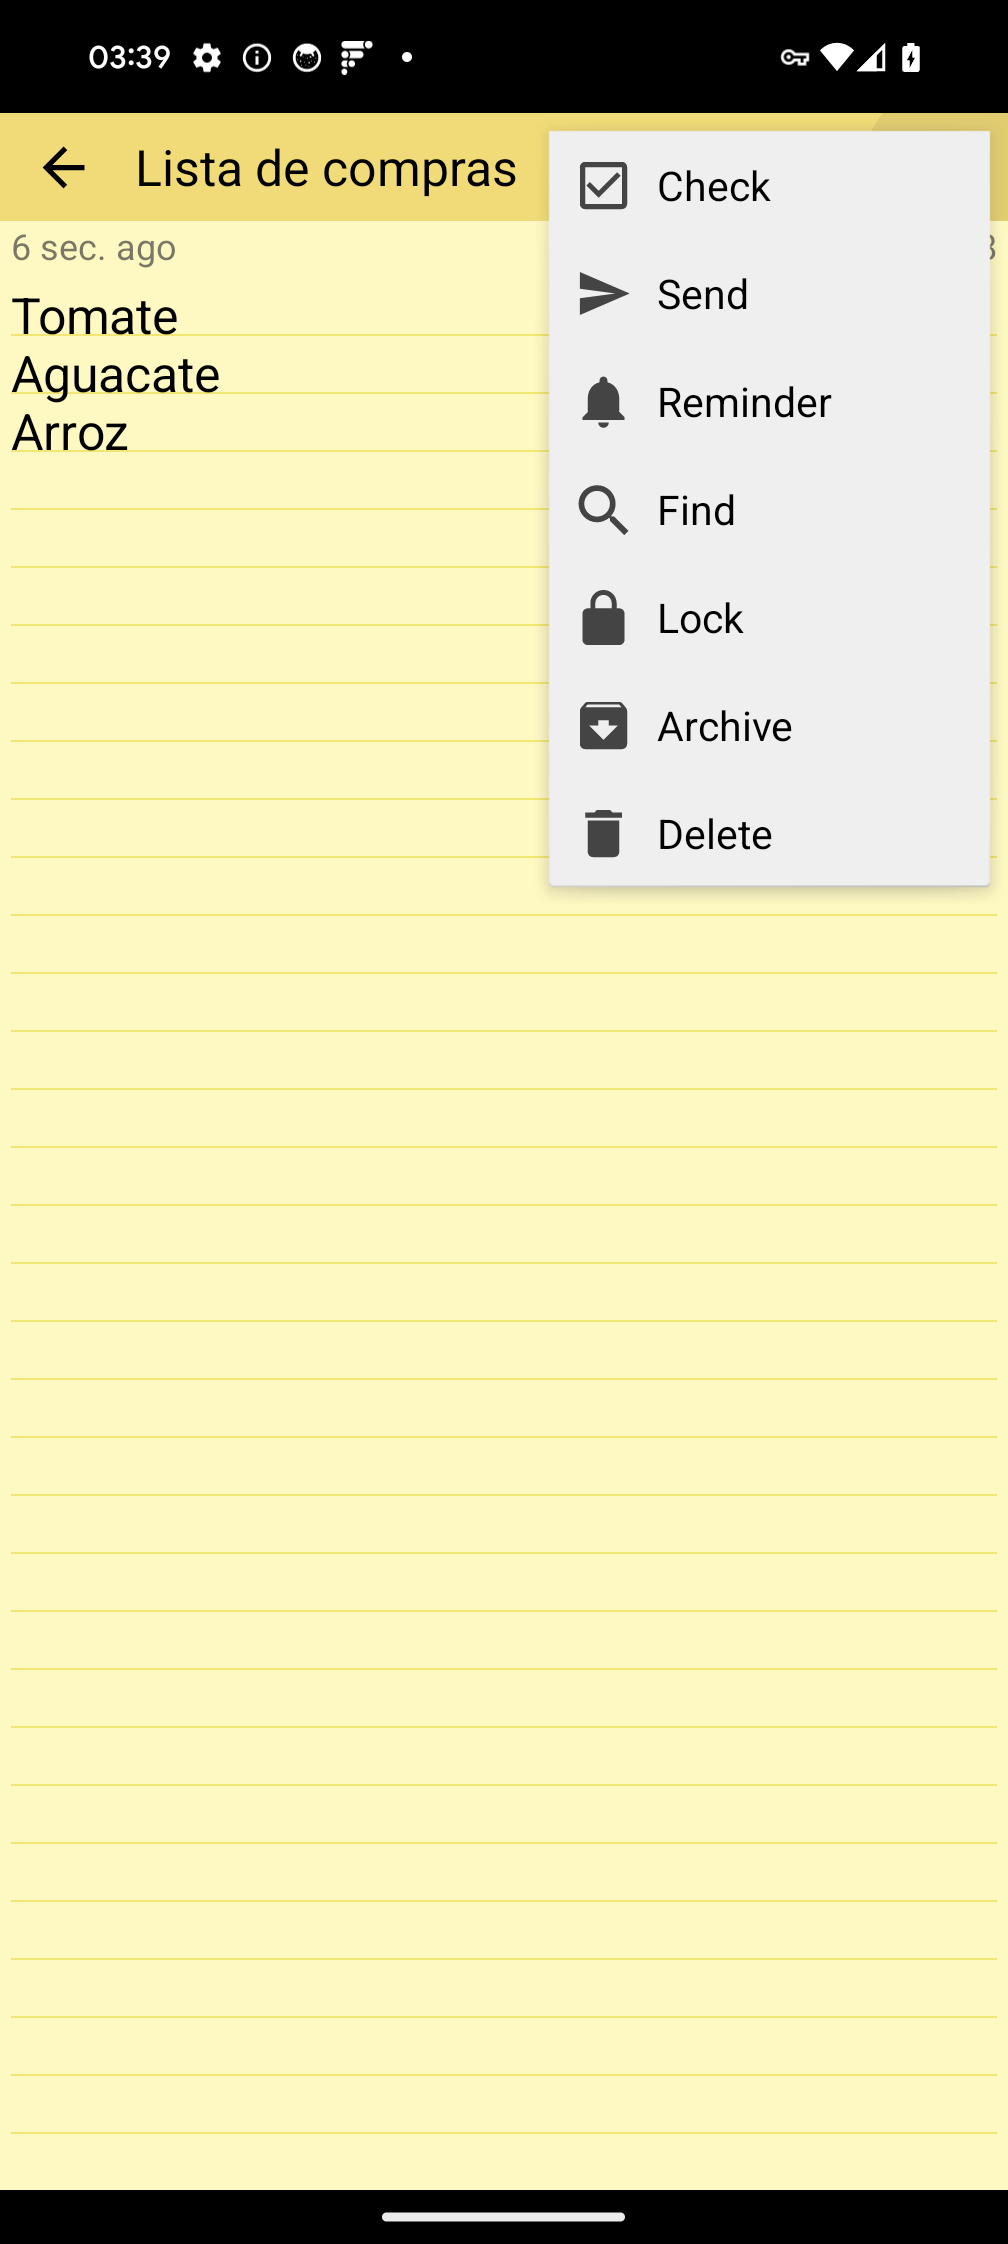 03:39
Lista de compras
6 sec. ago
Tomate
Aguacate
Arroz
Check
Send
Reminder
Find
Lock
Archive
Delete